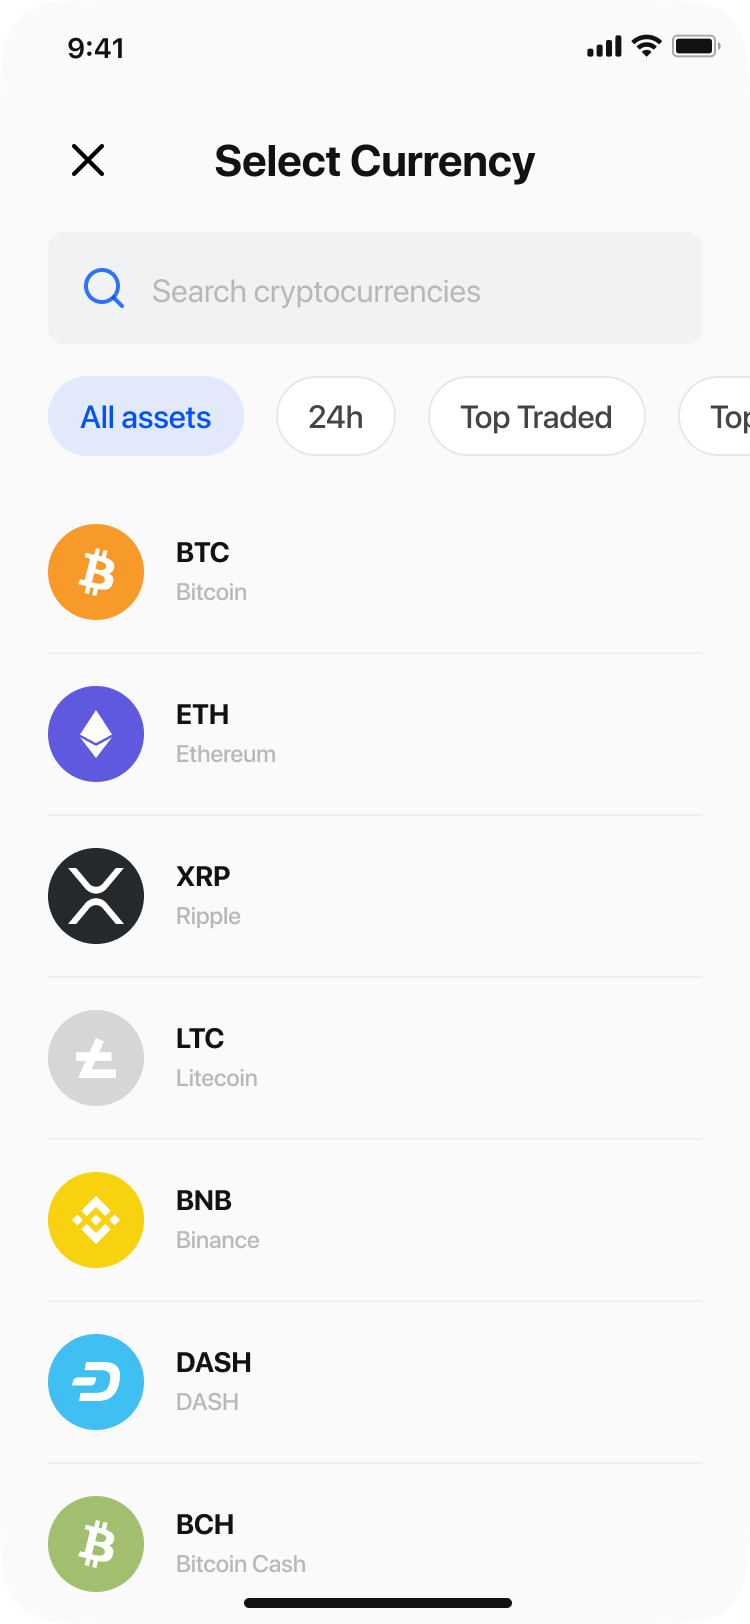 9:41
Select Currency
Search cryptocurrencies
All assets 24h Top Traded Top
BTC
Bitcoin
ETH
Ethereum
XRP
Ripple
LTC
Litecoin
BNB
Binance
DASH
DASH
BCH
Bitcoin Cash